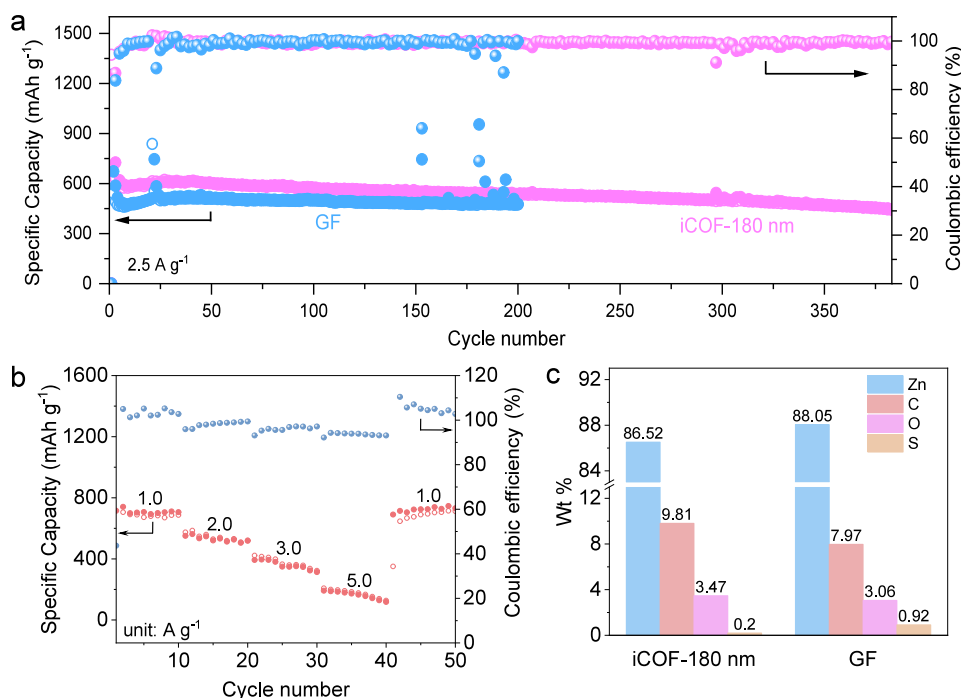 a
Specific Capacity (mAh g⁻¹)
1500
1200
900
600
300
0
100
80
60
40
20
0
Coulombic efficiency (%)
GF
iCOF-180 nm
2.5 A g⁻¹
0
50
100
150
200
250
300
350
Cycle number
b
Specific Capacity (mAh g⁻¹)
1600
1200
800
400
0
120
100
80
60
40
20
0
Coulombic efficiency (%)
1.0
2.0
3.0
5.0
1.0
unit: A g⁻¹
10
20
30
40
50
Cycle number
c
Wt %
92
88
84
12
8
4
0
Zn
C
O
S
86.52
9.81
3.47
0.2
88.05
7.97
3.06
0.92
iCOF-180 nm
GF